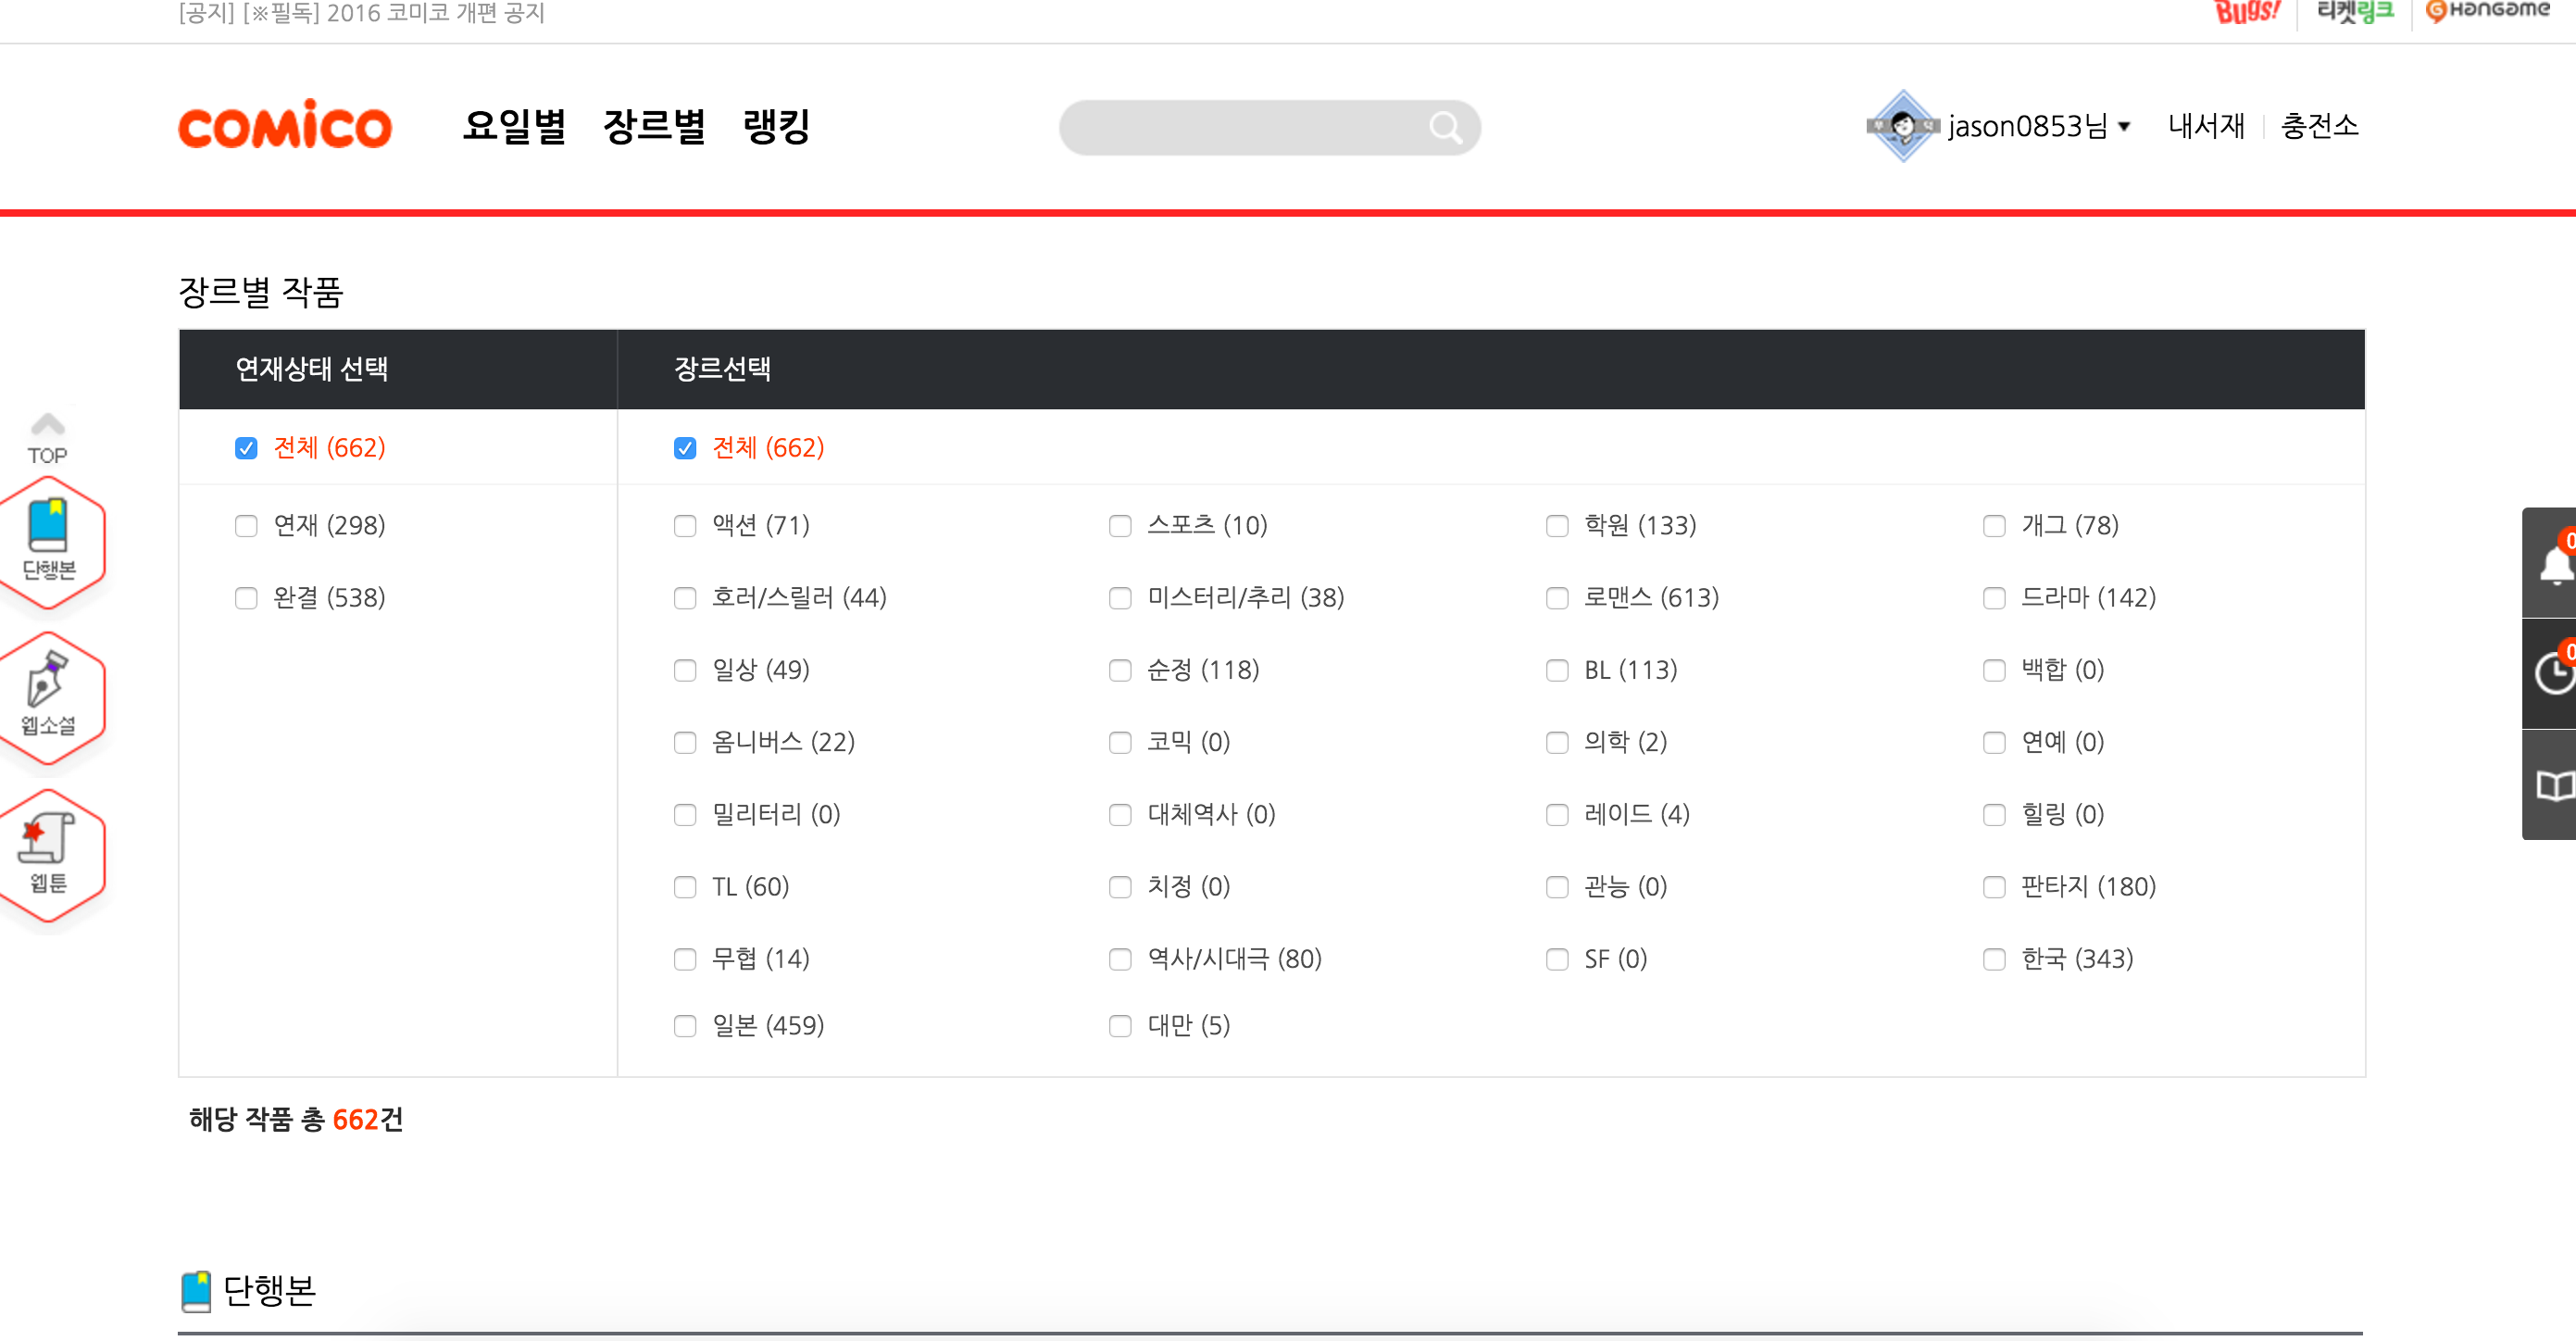 [공지] [※필독] 2016 코미코 개편 공지
Bugs! 티켓링크 HanGame
comico 요일별 장르별 랭킹 jason0853님 내서재 충전소
장르별 작품
연재상태 선택 장르선택
전체 (662) 전체 (662)
연재 (298) 액션 (71) 스포츠 (10) 학원 (133) 개그 (78)
완결 (538) 호러/스릴러 (44) 미스터리/추리 (38) 로맨스 (613) 드라마 (142)
일상 (49) 순정 (118) BL (113) 백합 (0)
옴니버스 (22) 코믹 (0) 의학 (2) 연예 (0)
밀리터리 (0) 대체역사 (0) 레이드 (4) 힐링 (0)
TL (60) 치정 (0) 관능 (0) 판타지 (180)
무협 (14) 역사/시대극 (80) SF (0) 한국 (343)
일본 (459) 대만 (5)
해당 작품 총 662건
단행본
TOP
단행본
웹소설
웹툰
0
0